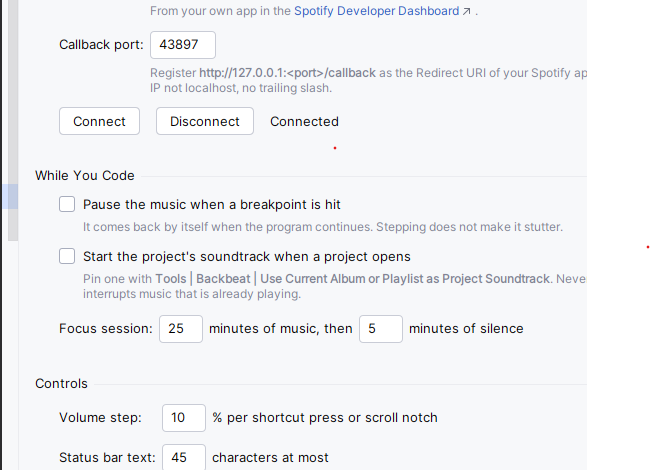 From your own app in the Spotify Developer Dashboard ↗ .
Callback port: 43897
Register http://127.0.0.1:<port>/callback as the Redirect URI of your Spotify ap
IP not localhost, no trailing slash.
Connect Disconnect Connected
While You Code
Pause the music when a breakpoint is hit
It comes back by itself when the program continues. Stepping does not make it stutter.
Start the project's soundtrack when a project opens
Pin one with Tools | Backbeat | Use Current Album or Playlist as Project Soundtrack. Neve
interrupts music that is already playing.
Focus session: 25 minutes of music, then 5 minutes of silence
Controls
Volume step: 10 % per shortcut press or scroll notch
Status bar text: 45 characters at most